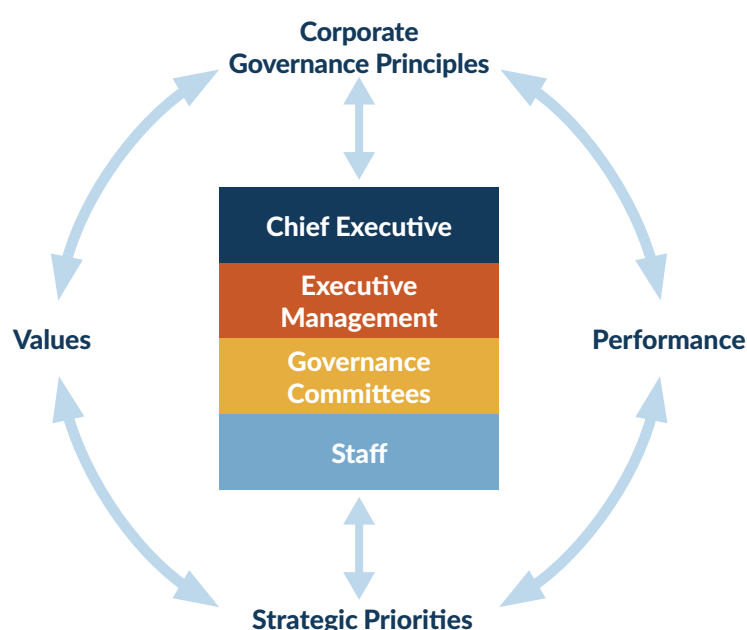 Corporate
Governance Principles
Chief Executive
Executive
Management
Values
Performance
Governance
Committees
Staff
Strategic Priorities